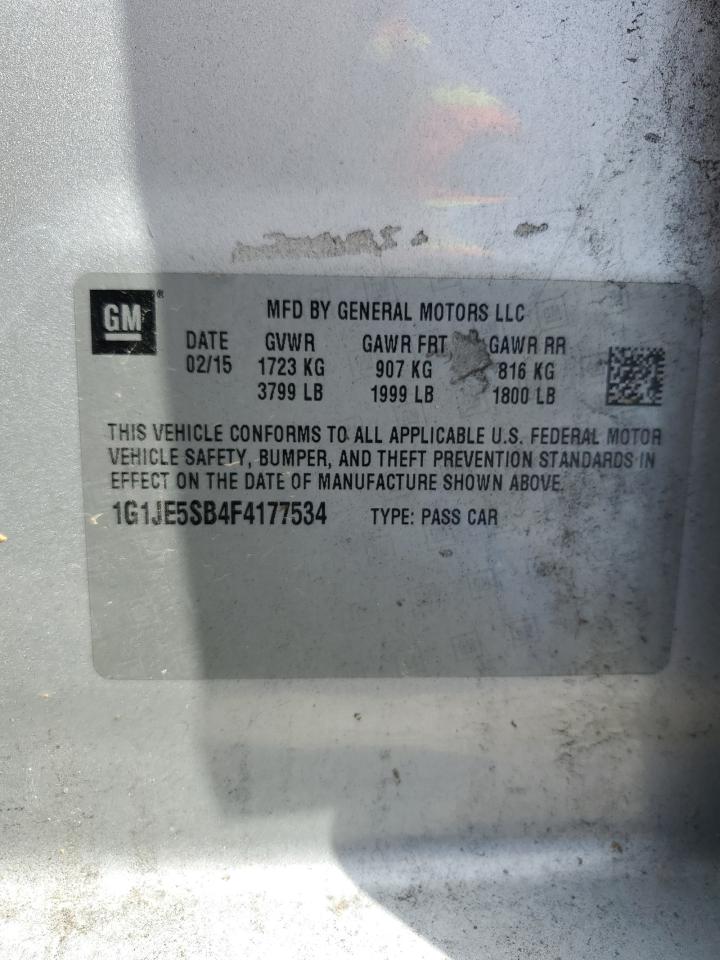 GM®
MFD BY GENERAL MOTORS LLC
DATE GVWR GAWR FRT GAWR RR
02/15 1723 KG 907 KG 816 KG
3799 LB 1999 LB 1800 LB
THIS VEHICLE CONFORMS TO ALL APPLICABLE U.S. FEDERAL MOTOR
VEHICLE SAFETY, BUMPER, AND THEFT PREVENTION STANDARDS IN
EFFECT ON THE DATE OF MANUFACTURE SHOWN ABOVE.
1G1JE5SB4F4177534 TYPE: PASS CAR